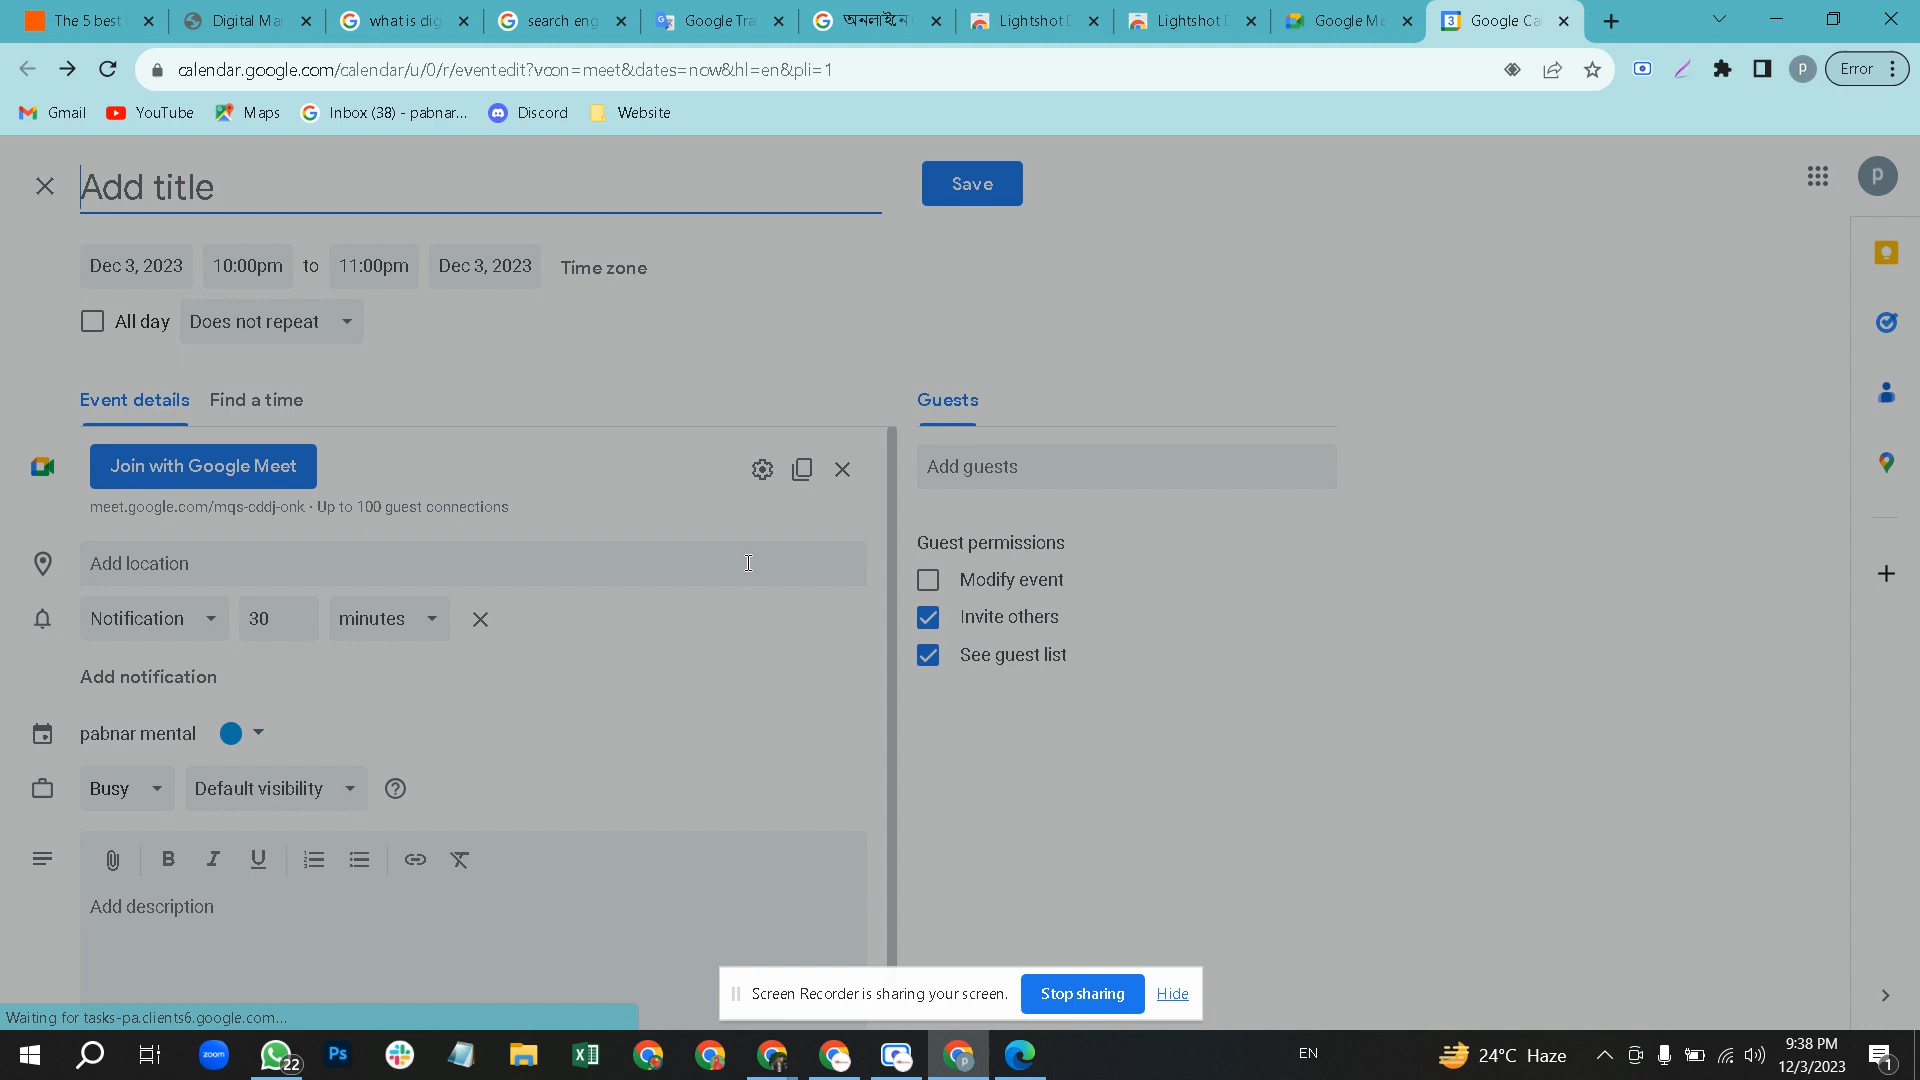 The 5 best
Digital Ma
what is dig
search eng
Google Tra
অনলাইনে
Lightshot
Lightshot
Google Me
Google Ca
calendar.google.com/calendar/u/0/r/eventedit?vcon=meet&dates=now&hl=en&pli=1
P
Error
Gmail
YouTube
Maps
Inbox (38) - pabnar...
Discord
Website
Add title
Save
p
Dec 3, 2023
10:00pm
to
11:00pm
Dec 3, 2023
Time zone
All day
Does not repeat
Event details
Find a time
Guests
Join with Google Meet
meet.google.com/mqs-cddj-onk · Up to 100 guest connections
Add guests
Add location
Guest permissions
Modify event
Notification
30
minutes
Invite others
See guest list
Add notification
pabnar mental
Busy
Default visibility
B
I
U
Add description
Screen Recorder is sharing your screen.
Stop sharing
Hide
Waiting for tasks-pa.clients6.google.com...
zoom
22
Ps
EN
24°C Haze
9:38 PM
12/3/2023
1